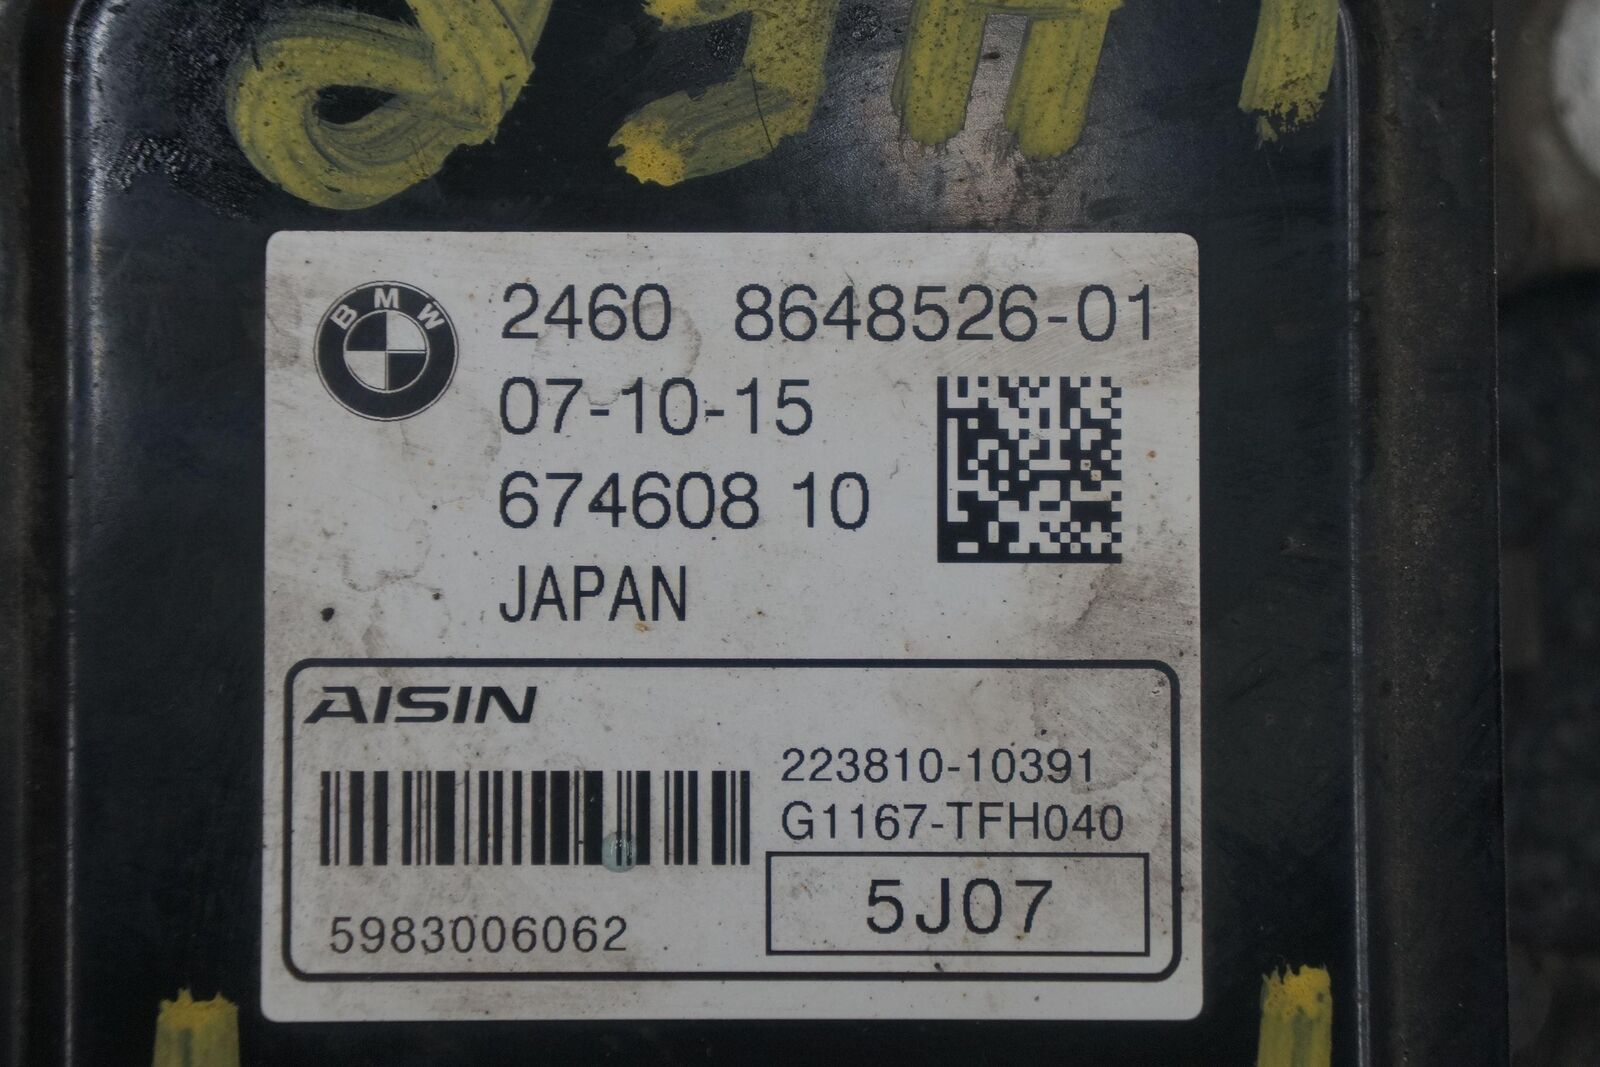 BMW
2460 8648526-01
07-10-15
674608 10
JAPAN
AISIN
223810-10391
G1167-TFH040
5J07
5983006062